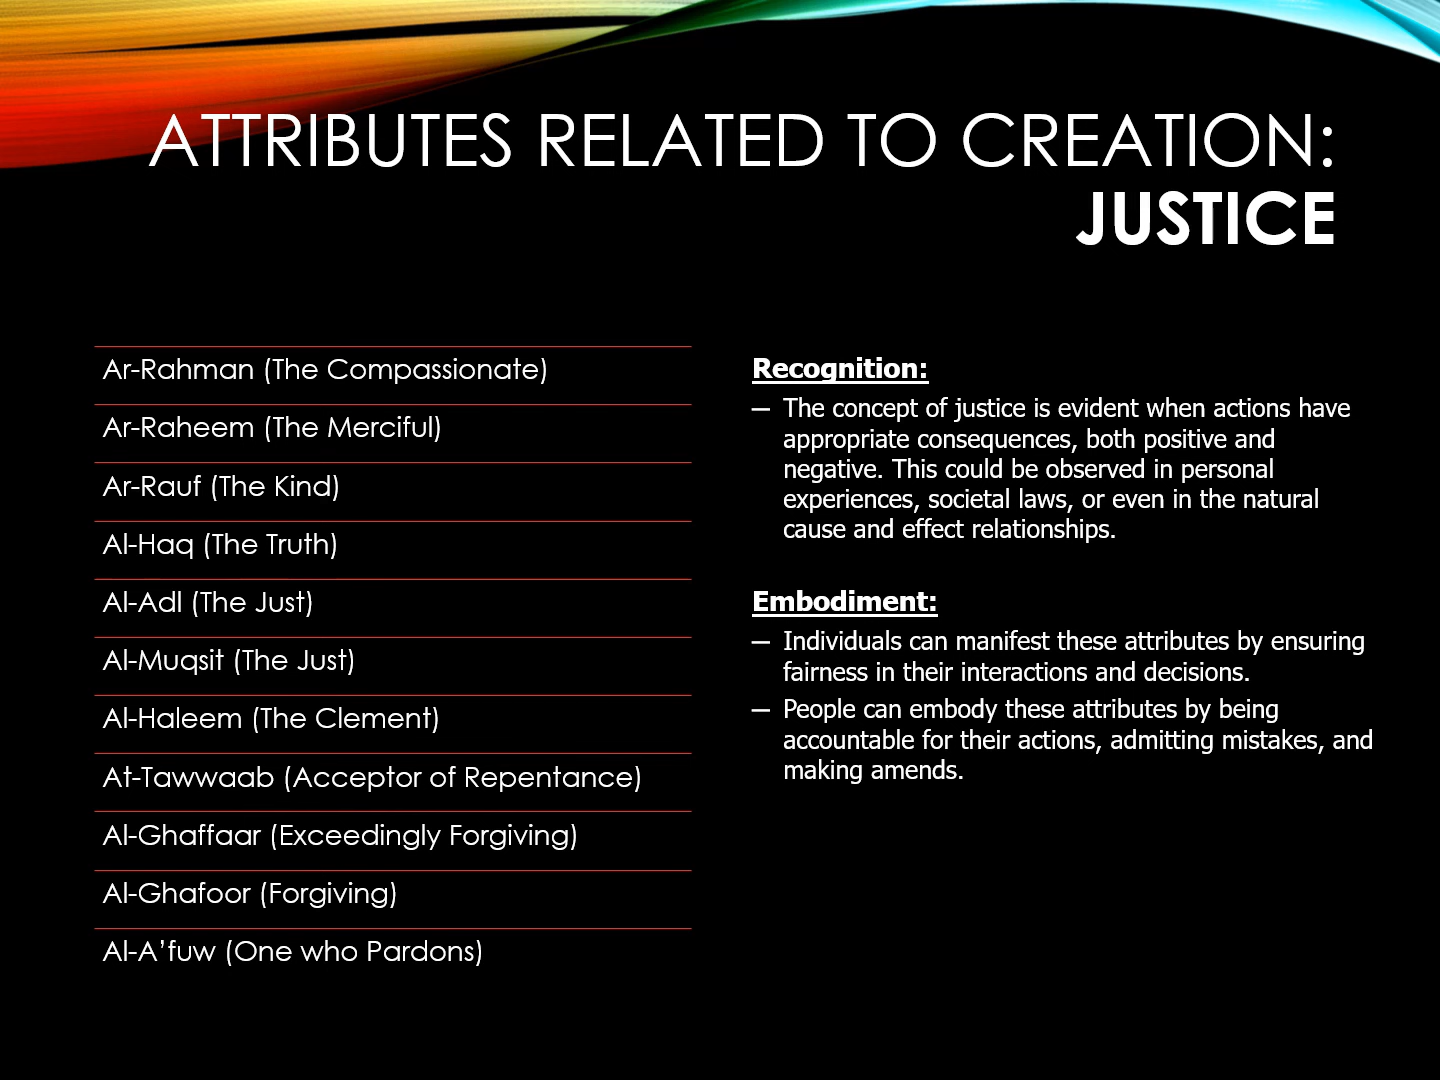 ATTRIBUTES RELATED TO CREATION:
JUSTICE
Ar-Rahman (The Compassionate)
Ar-Raheem (The Merciful)
Ar-Rauf (The Kind)
Al-Haq (The Truth)
Al-Adl (The Just)
Al-Muqsit (The Just)
Al-Haleem (The Clement)
At-Tawwaab (Acceptor of Repentance)
Al-Ghaffaar (Exceedingly Forgiving)
Al-Ghafoor (Forgiving)
Al-A’fuw (One who Pardons)
Recognition:
– The concept of justice is evident when actions have
appropriate consequences, both positive and
negative. This could be observed in personal
experiences, societal laws, or even in the natural
cause and effect relationships.
Embodiment:
– Individuals can manifest these attributes by ensuring
fairness in their interactions and decisions.
– People can embody these attributes by being
accountable for their actions, admitting mistakes, and
making amends.